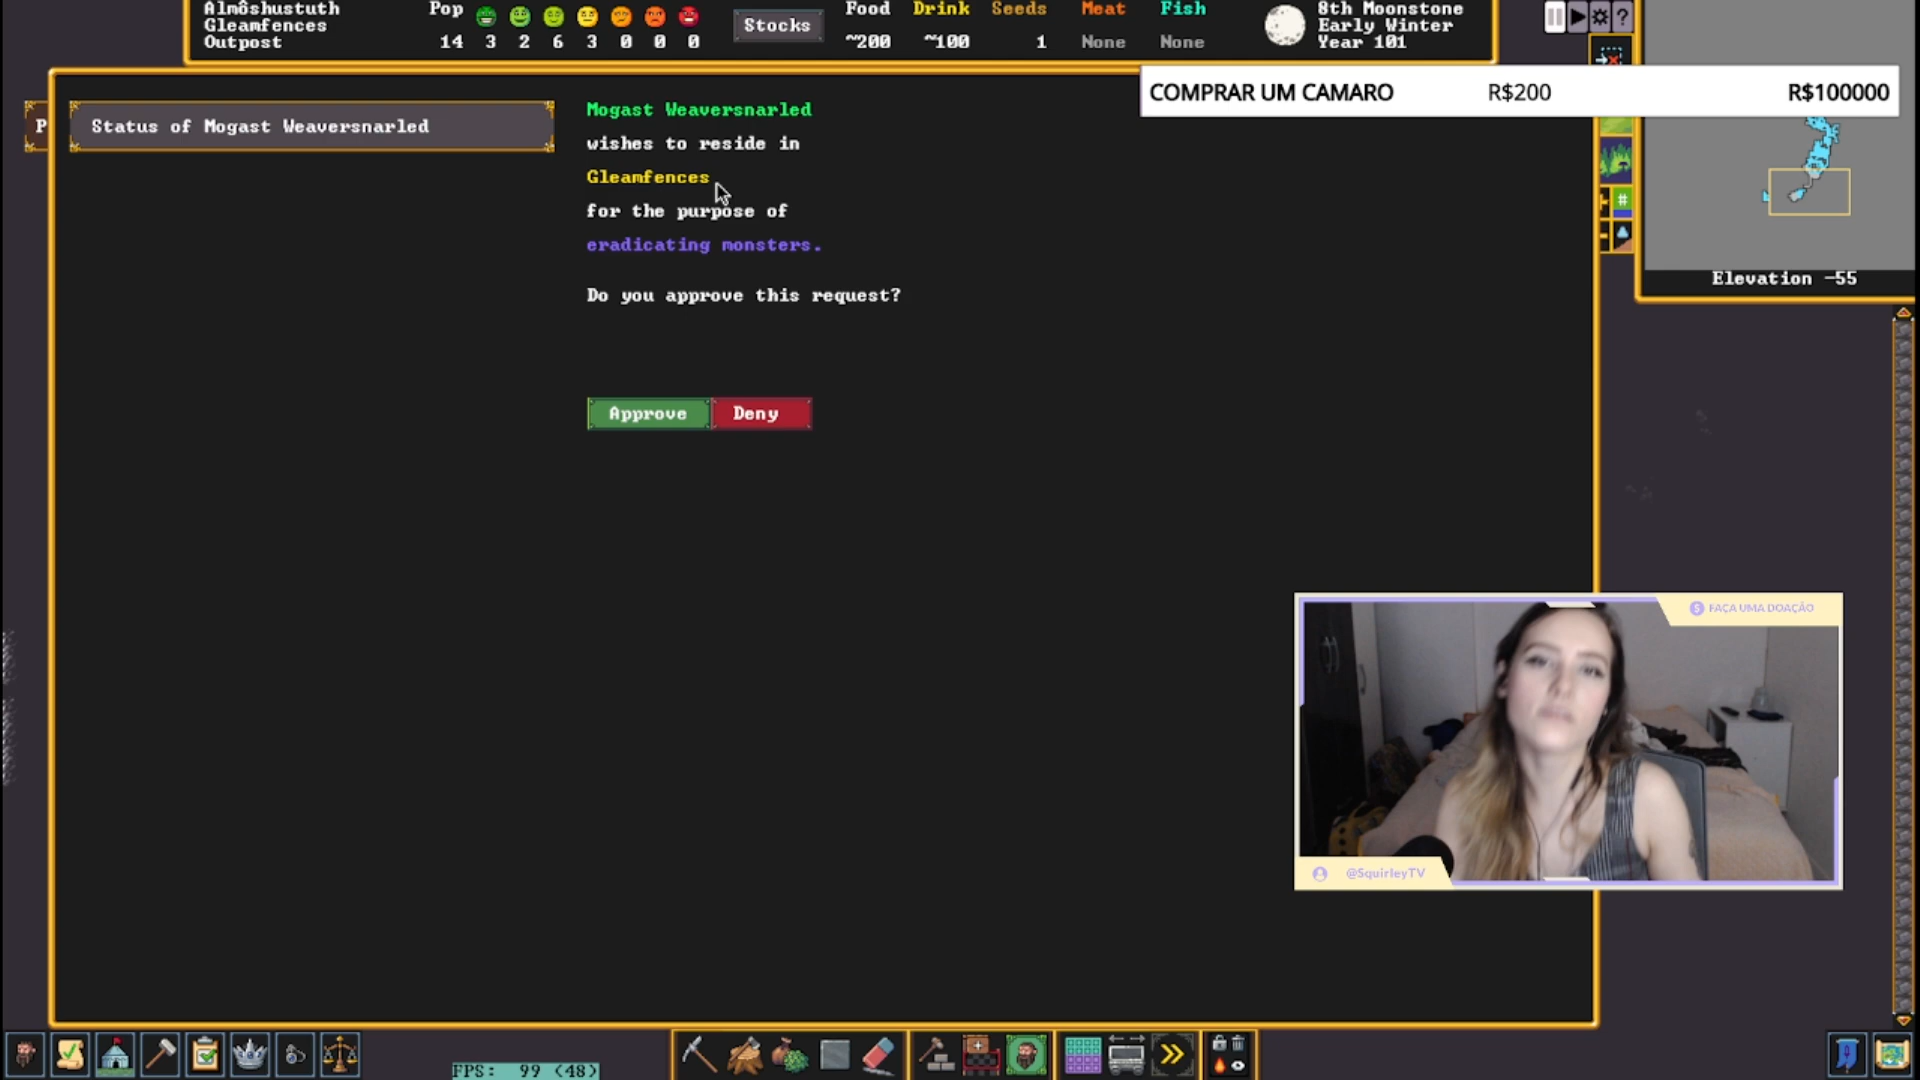 Almôshustuth
Gleamfences
Outpost
Pop
14 3 2 6 3 0 0 0
Stocks
Food Drink Seeds Meat Fish
~200 ~100 1 None None
8th Moonstone
Early Winter
Year 101
?
COMPRAR UM CAMARO R$200 R$100000
P
Status of Mogast Weaversnarled
Mogast Weaversnarled
wishes to reside in
Gleamfences
for the purpose of
eradicating monsters.
Do you approve this request?
Approve Deny
#
Elevation -55
$ FAÇA UMA DOAÇÃO
@SquirleyTV
FPS: 99 (48)